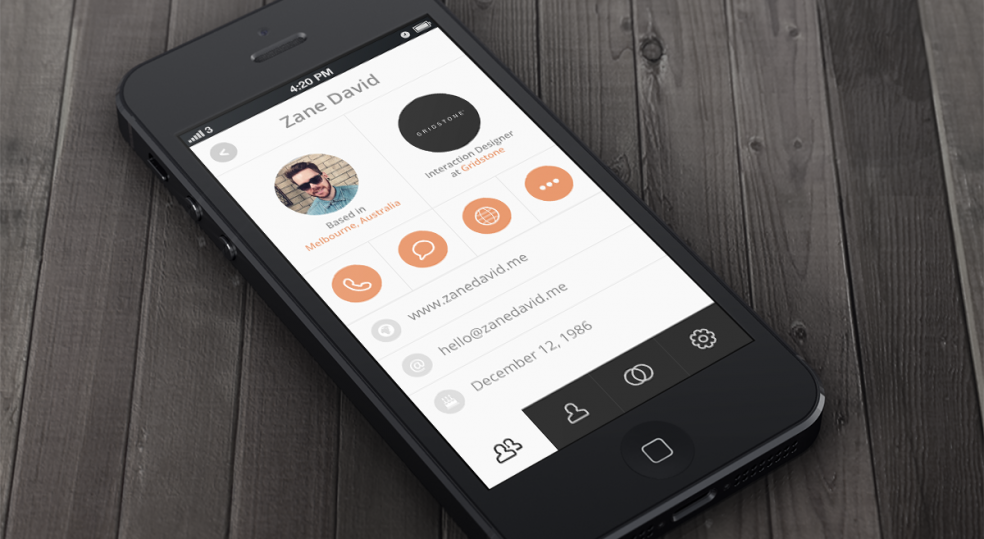 3
4:20 PM
Zane David
GRIDSTONE
Based in
Melbourne, Australia
Interaction Designer
at Gridstone
www.zanedavid.me
hello@zanedavid.me
December 12, 1986